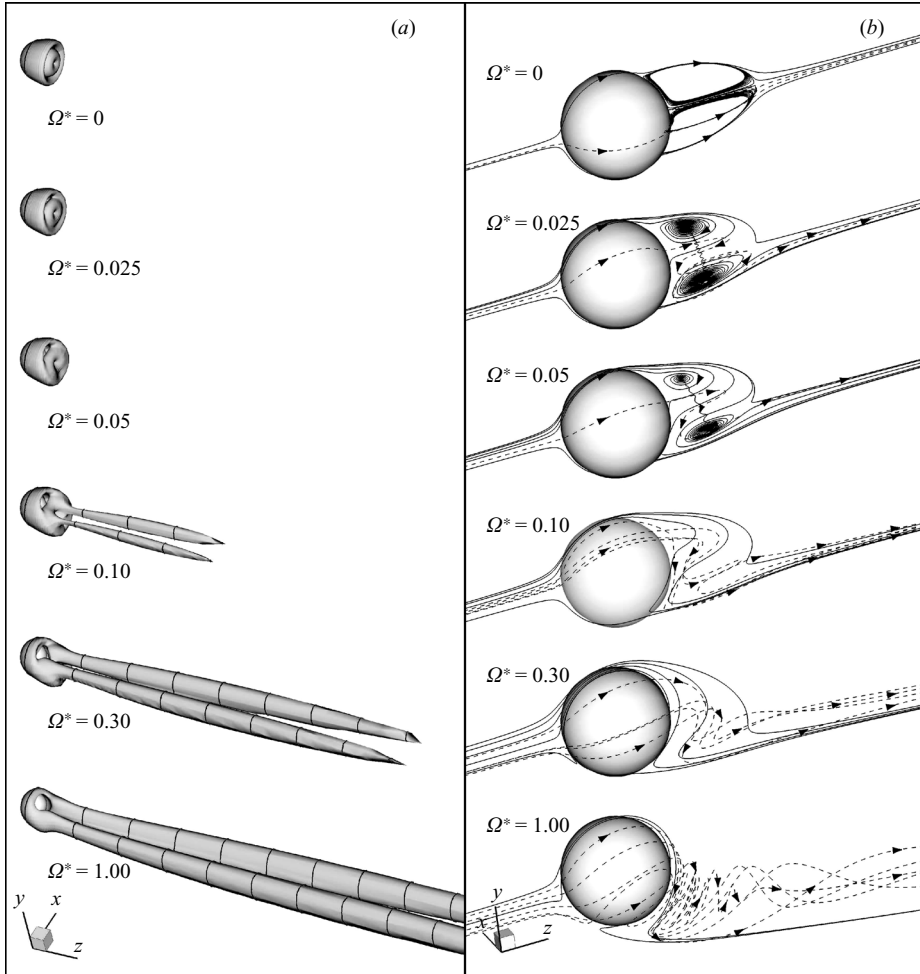 (a)
Ω* = 0
Ω* = 0.025
Ω* = 0.05
Ω* = 0.10
Ω* = 0.30
Ω* = 1.00
y
x
z
(b)
Ω* = 0
Ω* = 0.025
Ω* = 0.05
Ω* = 0.10
Ω* = 0.30
Ω* = 1.00
y
x
z